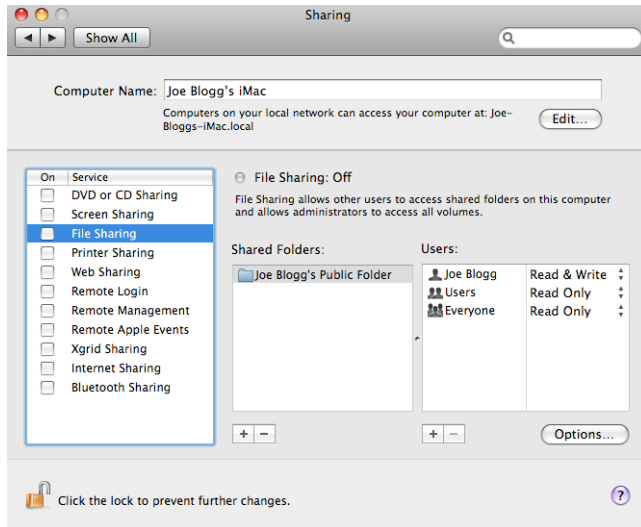 Sharing
Show All
Computer Name: Joe Blogg's iMac
Computers on your local network can access your computer at: Joe-
Bloggs-iMac.local
Edit...
On Service
DVD or CD Sharing
Screen Sharing
File Sharing
Printer Sharing
Web Sharing
Remote Login
Remote Management
Remote Apple Events
Xgrid Sharing
Internet Sharing
Bluetooth Sharing
File Sharing: Off
File Sharing allows other users to access shared folders on this computer
and allows administrators to access all volumes.
Shared Folders:
Joe Blogg's Public Folder
Users:
Joe Blogg Read & Write
Users Read Only
Everyone Read Only
+ −
+ −
Options...
Click the lock to prevent further changes.
?